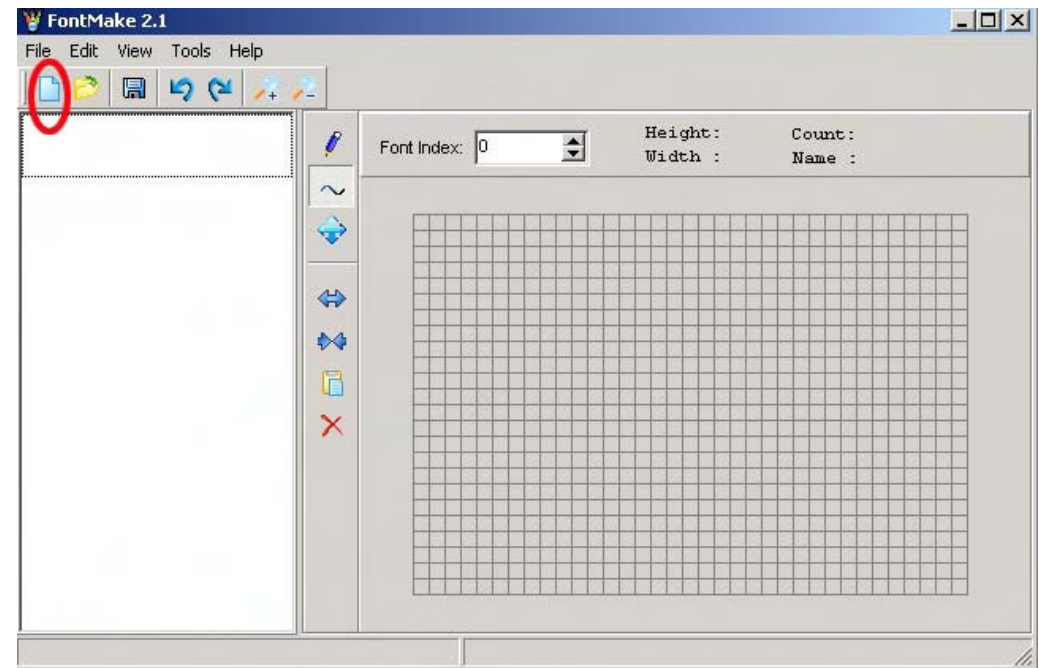 FontMake 2.1
File Edit View Tools Help
Font Index: 0
Height: Count:
Width : Name :